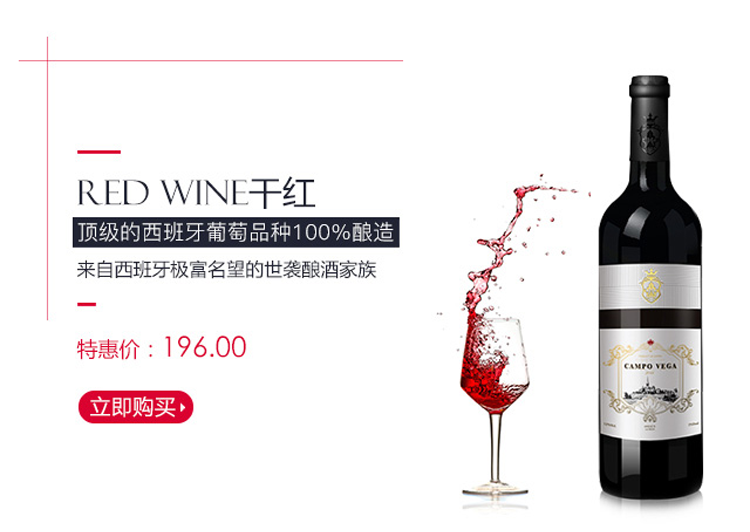 RED WINE干红
顶级的西班牙葡萄品种100%酿造
来自西班牙极富名望的世袭酿酒家族
特惠价：196.00
立即购买
CAMPO VEGA